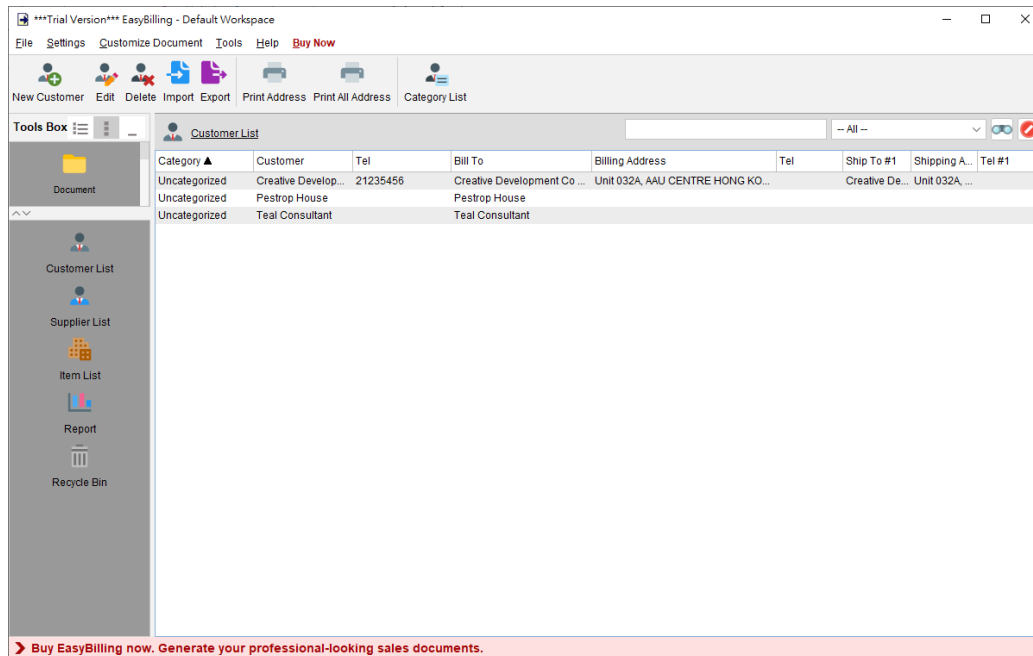 ***Trial Version*** EasyBilling - Default Workspace
File Settings Customize Document Tools Help Buy Now
New Customer Edit Delete Import Export Print Address Print All Address Category List
Tools Box
Customer List
-- All --
Document
Category ▲ Customer Tel Bill To Billing Address Tel Ship To #1 Shipping A... Tel #1
Uncategorized Creative Develop... 21235456 Creative Development Co ... Unit 032A, AAU CENTRE HONG KO... Creative De... Unit 032A, ...
Uncategorized Pestrop House Pestrop House
Uncategorized Teal Consultant Teal Consultant
Customer List
Supplier List
Item List
Report
Recycle Bin
Buy EasyBilling now. Generate your professional-looking sales documents.